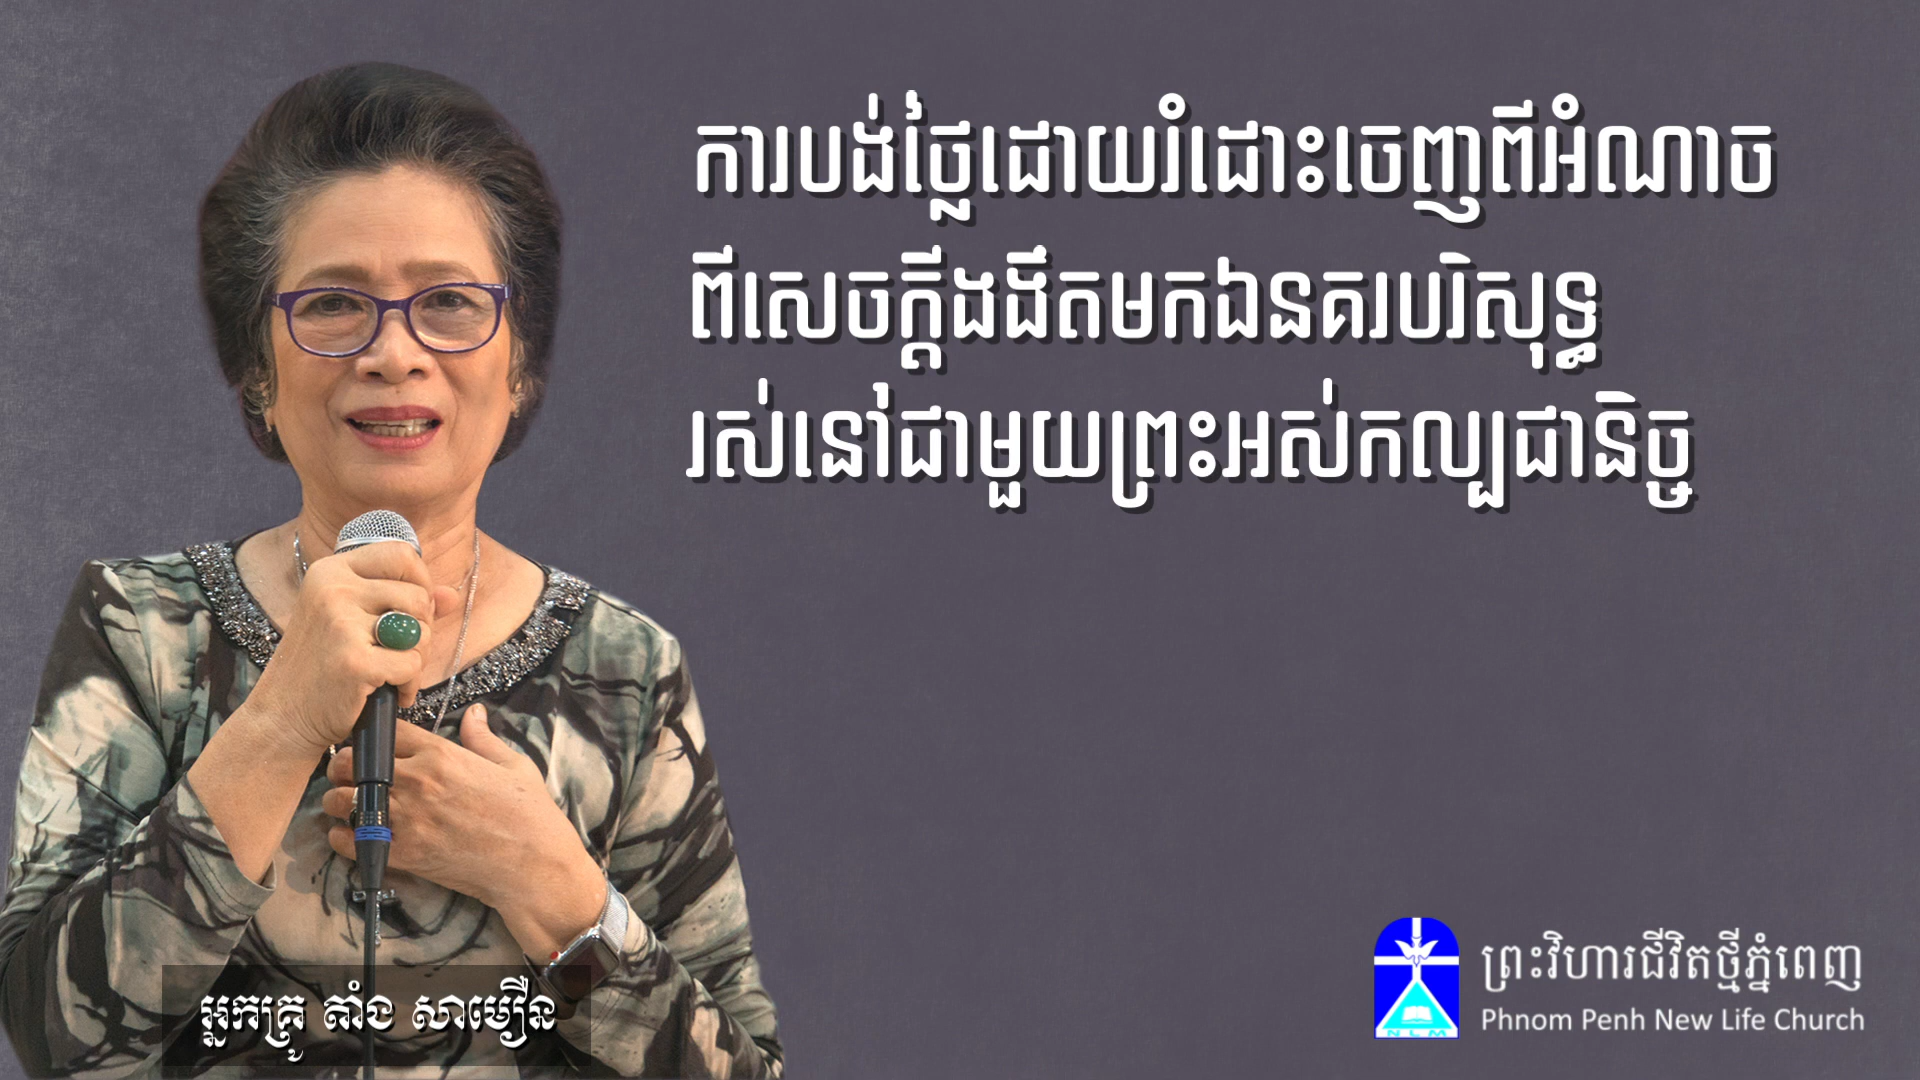 ការបង់ថ្លៃដោយរំដោះចេញពីអំណាច
ពីសេចក្ដីងងឹតមកឯនគរបរិសុទ្ធ
រស់នៅជាមួយព្រះអស់កល្បជានិច្ច
អ្នកគ្រូ តាំង សាមឿន
ព្រះវិហារជីវិតថ្មីភ្នំពេញ
Phnom Penh New Life Church
NLM